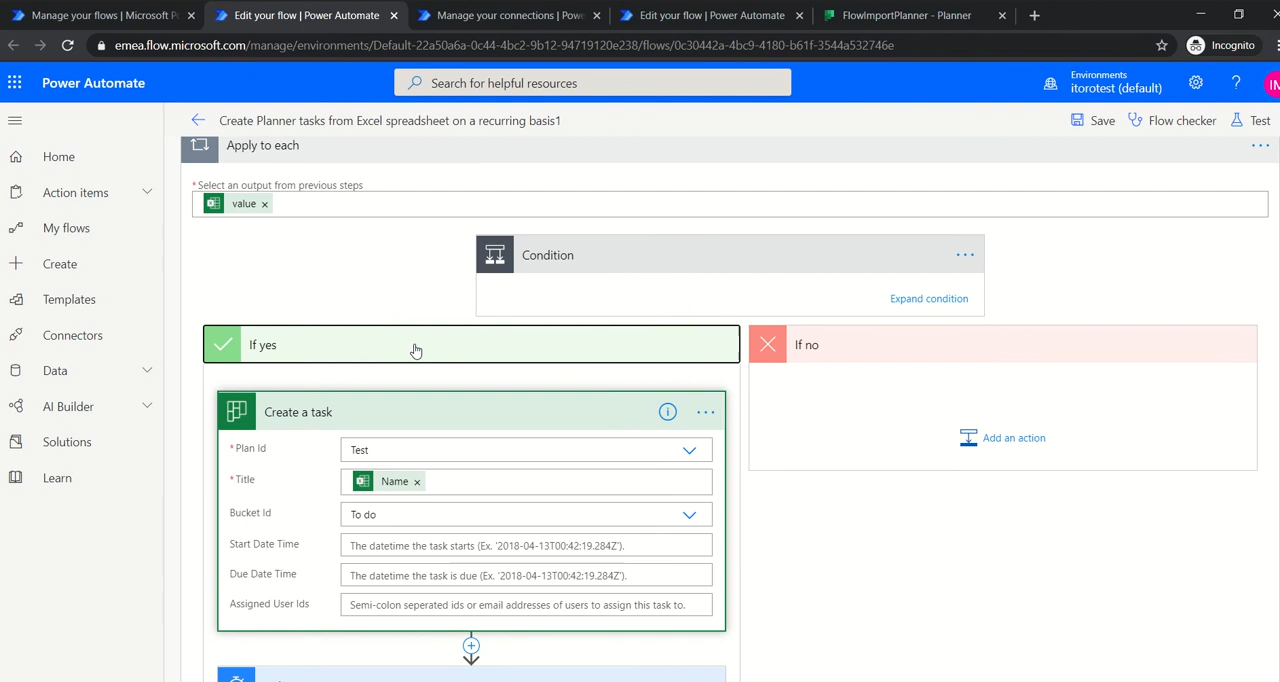 Manage your flows | Microsoft P
Edit your flow | Power Automate
Manage your connections | Pow
Edit your flow | Power Automate
FlowImportPlanner - Planner
emea.flow.microsoft.com/manage/environments/Default-22a50a6a-0c44-4bc2-9b12-94719120e238/flows/0c30442a-4bc9-4180-b61f-3544a532746e
Incognito
Power Automate
Search for helpful resources
Environments
itorotest (default)
?
IN
Create Planner tasks from Excel spreadsheet on a recurring basis1
Save
Flow checker
Test
Home
Action items
My flows
Create
Templates
Connectors
Data
AI Builder
Solutions
Learn
Apply to each
* Select an output from previous steps
value
Condition
Expand condition
If yes
If no
Create a task
* Plan Id
Test
* Title
Name
Bucket Id
To do
Start Date Time
The datetime the task starts (Ex. '2018-04-13T00:42:19.284Z').
Due Date Time
The datetime the task is due (Ex. '2018-04-13T00:42:19.284Z').
Assigned User Ids
Semi-colon seperated ids or email addresses of users to assign this task to.
Add an action